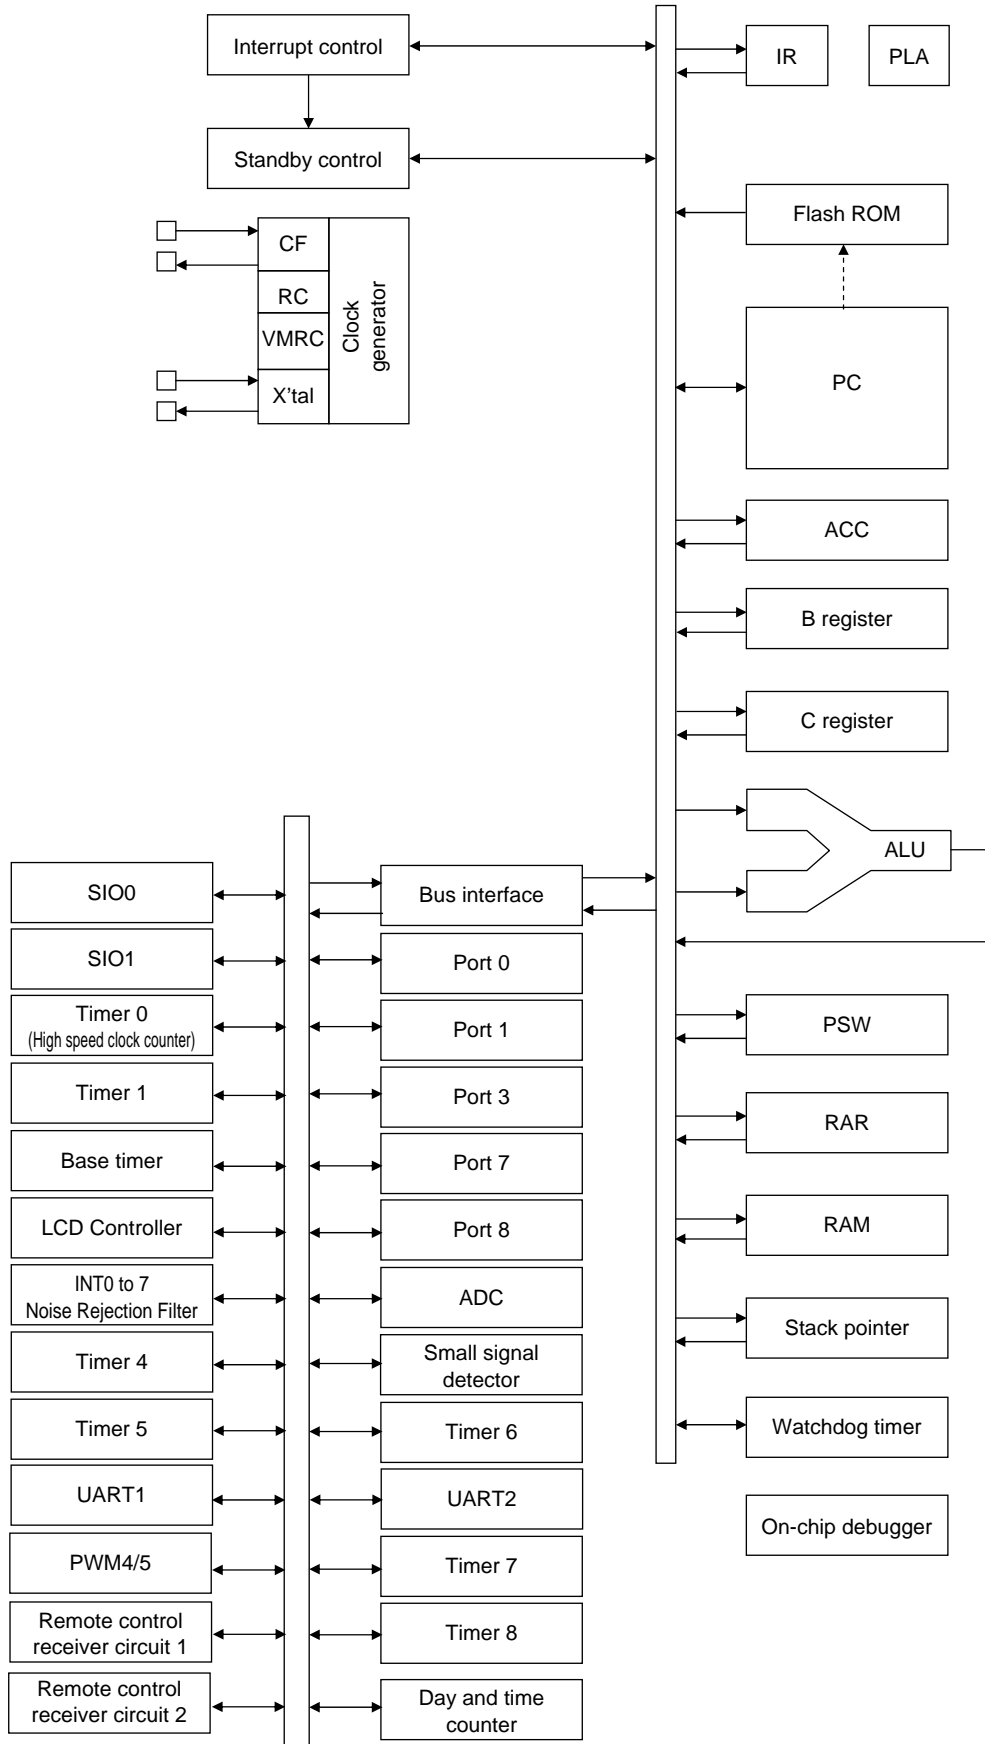 Interrupt control
IR
PLA
Standby control
Flash ROM
CF
RC
VMRC
X'tal
Clock
generator
PC
ACC
B register
C register
ALU
SIO0
Bus interface
SIO1
Port 0
Timer 0
(High speed clock counter)
Port 1
PSW
Timer 1
Port 3
RAR
Base timer
Port 7
LCD Controller
Port 8
RAM
INT0 to 7
Noise Rejection Filter
ADC
Stack pointer
Timer 4
Small signal
detector
Timer 5
Timer 6
Watchdog timer
UART1
UART2
On-chip debugger
PWM4/5
Timer 7
Remote control
receiver circuit 1
Timer 8
Remote control
receiver circuit 2
Day and time
counter